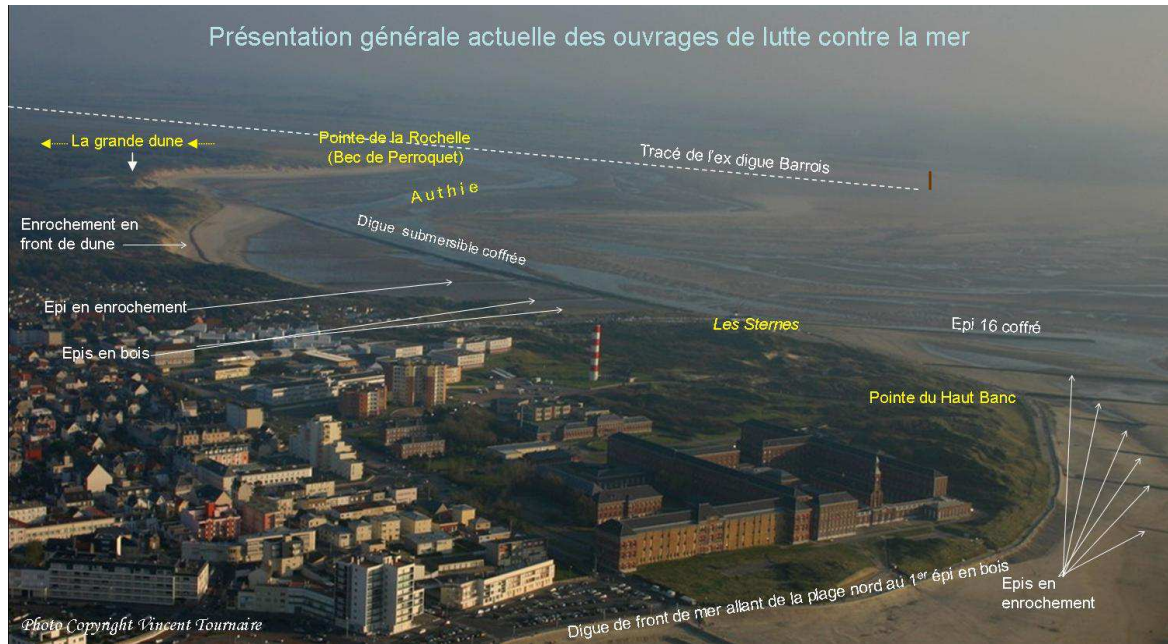 Présentation générale actuelle des ouvrages de lutte contre la mer
La grande dune
Pointe de la Rochelle
(Bec de Perroquet)
Tracé de l'ex digue Barrois
Authie
Enrochement en
front de dune
Digue submersible coffrée
Epi en enrochement
Les Sternes
Epi 16 coffré
Epis en bois
Pointe du Haut Banc
Digue de front de mer allant de la plage nord au 1er épi en bois
Epis en
enrochement
Photo Copyright Vincent Tournaire